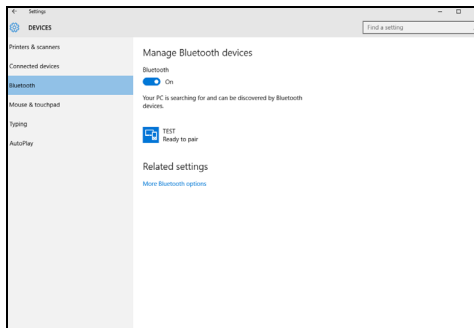 Settings
DEVICES
Find a setting
Printers & scanners
Connected devices
Bluetooth
Mouse & touchpad
Typing
AutoPlay
Manage Bluetooth devices
Bluetooth
On
Your PC is searching for and can be discovered by Bluetooth
devices.
TEST
Ready to pair
Related settings
More Bluetooth options